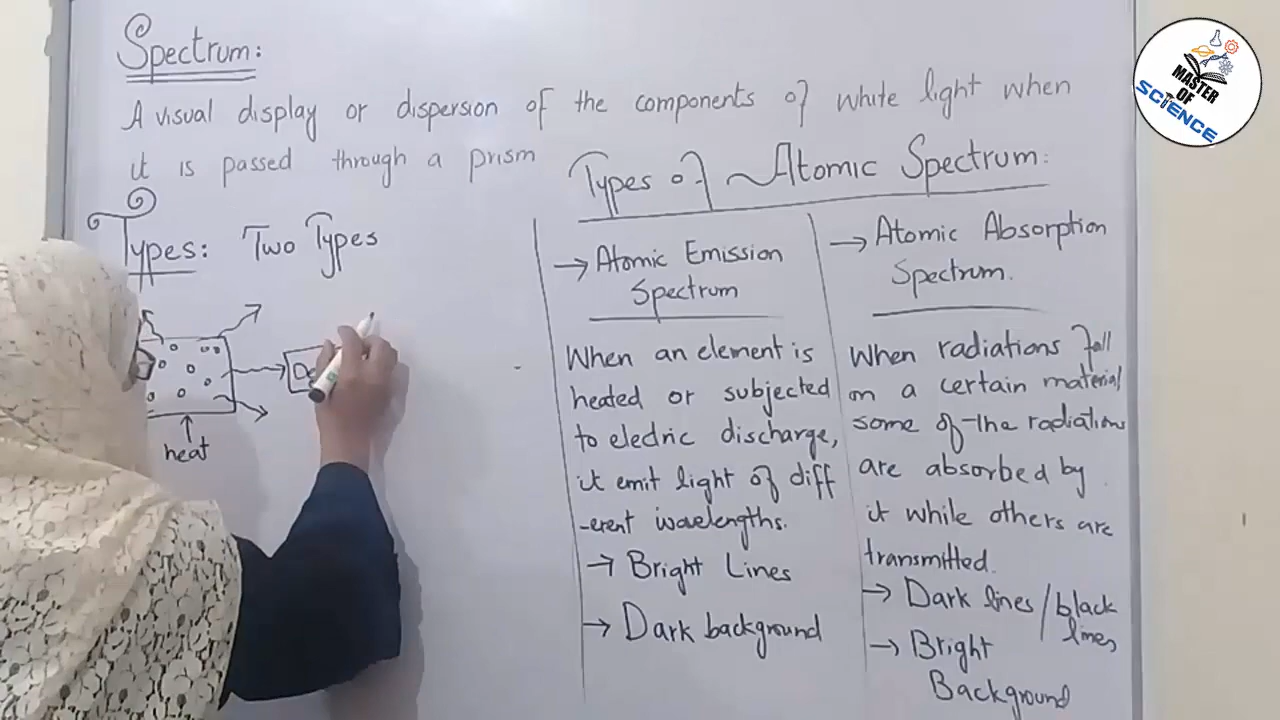 Spectrum:
A visual display or dispersion of the components of white light when
it is passed through a prism
Types: Two Types
heat
Types of Atomic Spectrum:
→ Atomic Emission
Spectrum
When an element is
heated or subjected
to eledric discharge,
it emit light of diff
-erent wavelengths.
→ Bright Lines
→ Dark background
→ Atomic Absorption
Spectrum.
When radiations fall
on a certain material
some of the radiations
are absorbed by
it while others are
transmitted.
→ Dark lines / black
lines
→ Bright
Background
MASTER
OF
SCIENCE